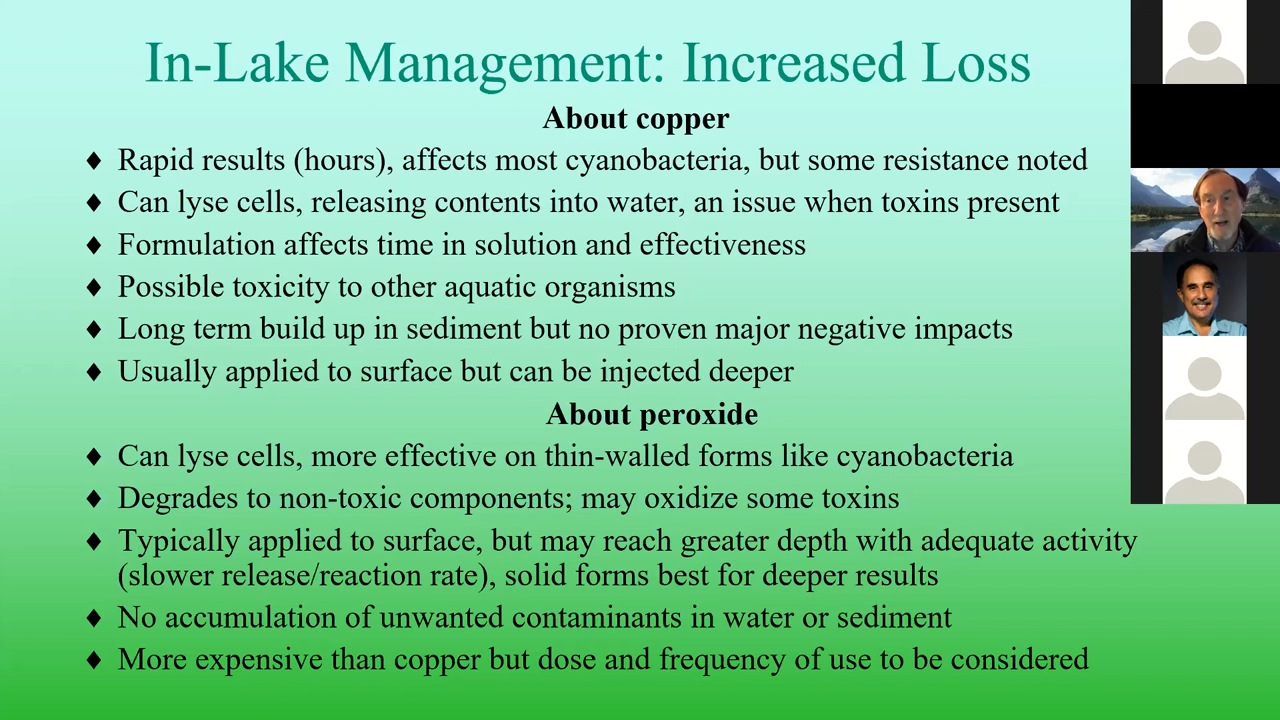 In-Lake Management: Increased Loss
About copper
♦ Rapid results (hours), affects most cyanobacteria, but some resistance noted
♦ Can lyse cells, releasing contents into water, an issue when toxins present
♦ Formulation affects time in solution and effectiveness
♦ Possible toxicity to other aquatic organisms
♦ Long term build up in sediment but no proven major negative impacts
♦ Usually applied to surface but can be injected deeper
About peroxide
♦ Can lyse cells, more effective on thin-walled forms like cyanobacteria
♦ Degrades to non-toxic components; may oxidize some toxins
♦ Typically applied to surface, but may reach greater depth with adequate activity
(slower release/reaction rate), solid forms best for deeper results
♦ No accumulation of unwanted contaminants in water or sediment
♦ More expensive than copper but dose and frequency of use to be considered